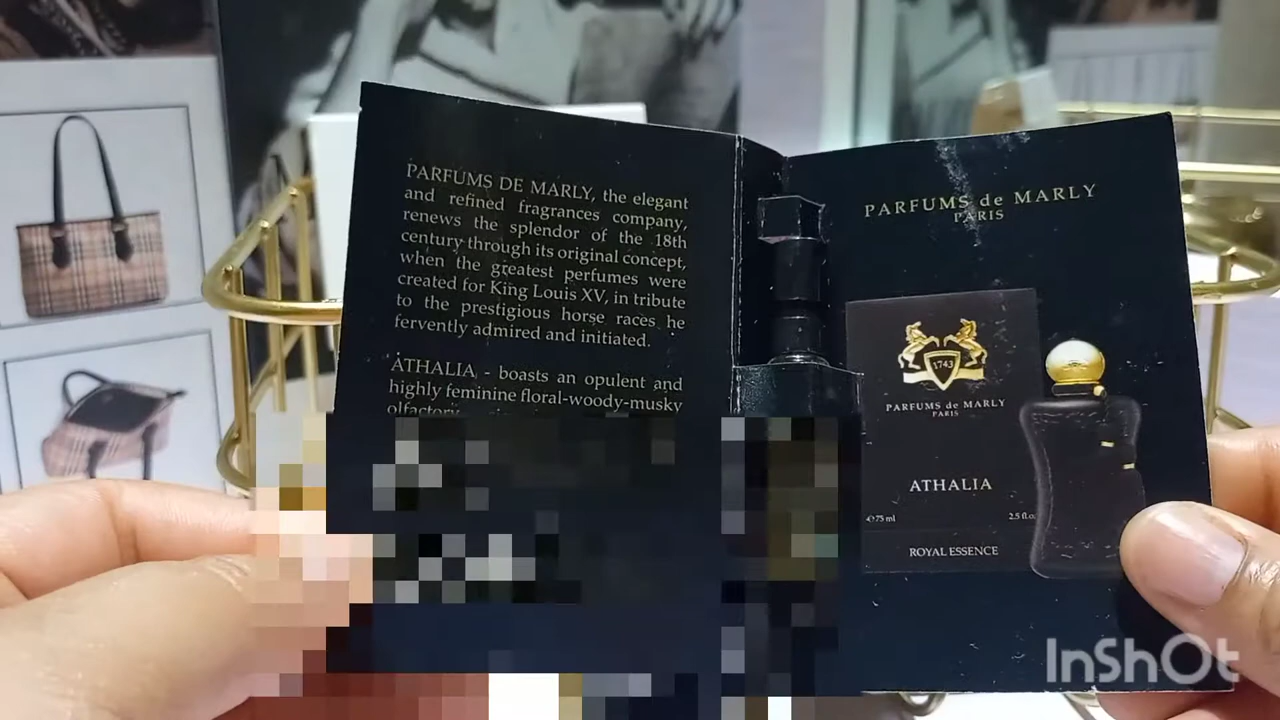 PARFUMS DE MARLY, the elegant
and refined fragrances company,
renews the splendor of the 18th
century through its original concept,
when the greatest perfumes were
created for King Louis XV, in tribute
to the prestigious horse races he
fervently admired and initiated.
ATHALIA - boasts an opulent and
highly feminine floral-woody-musky
olfactory
PARFUMS de MARLY
PARIS
1743
PARFUMS de MARLY
PARIS
ATHALIA
℮75 ml
2.5 fl.o
ROYAL ESSENCE
InShOt